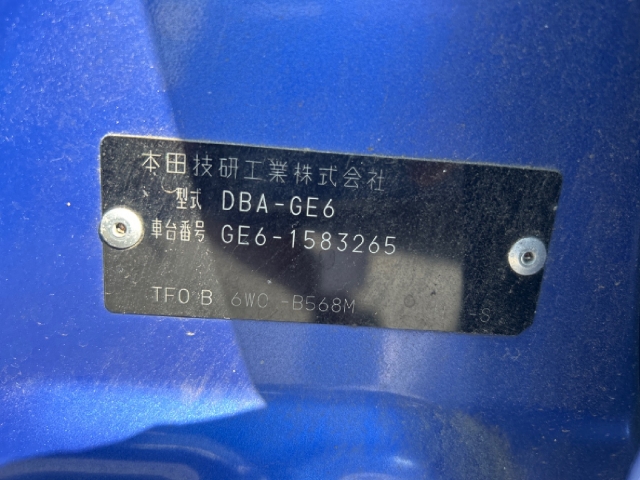 本田技研工業株式会社
型式 DBA-GE6
車台番号 GE6-1583265
TFO B 6WC -B568M -S